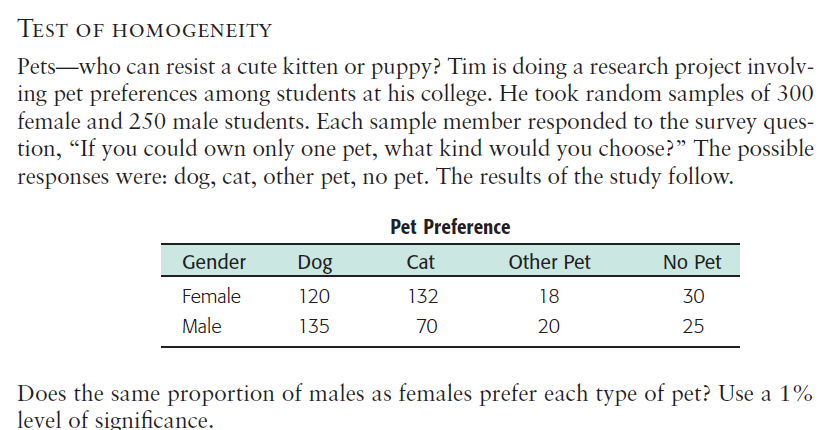 TEST OF HOMOGENEITY
Pets—who can resist a cute kitten or puppy? Tim is doing a research project involv-
ing pet preferences among students at his college. He took random samples of 300
female and 250 male students. Each sample member responded to the survey ques-
tion, “If you could own only one pet, what kind would you choose?” The possible
responses were: dog, cat, other pet, no pet. The results of the study follow.
Pet Preference
Gender Dog Cat Other Pet No Pet
Female 120 132 18 30
Male 135 70 20 25
Does the same proportion of males as females prefer each type of pet? Use a 1%
level of significance.